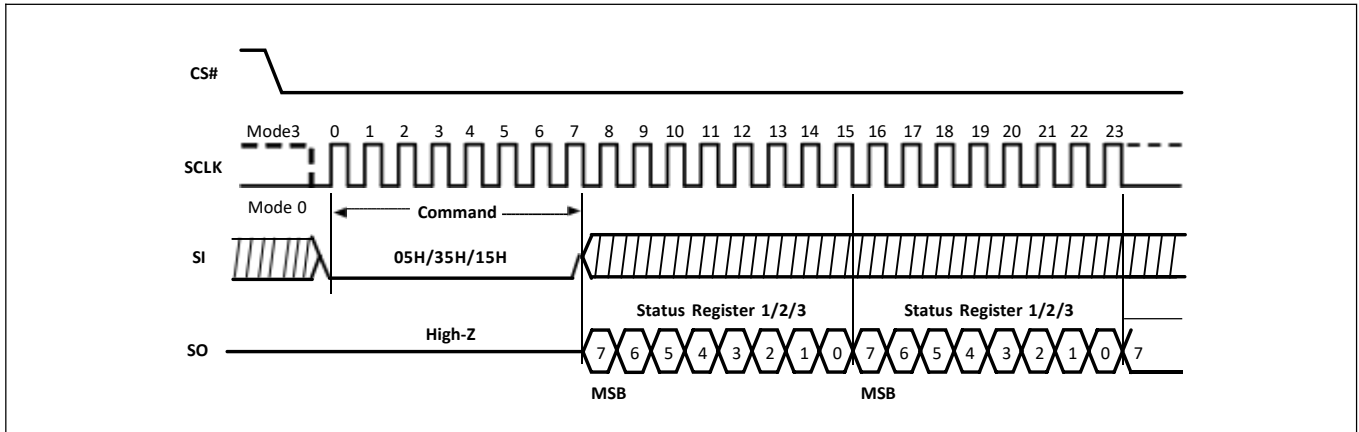 CS#
Mode3 0 1 2 3 4 5 6 7 8 9 10 11 12 13 14 15 16 17 18 19 20 21 22 23
SCLK
Mode 0 Command
SI 05H/35H/15H
Status Register 1/2/3 Status Register 1/2/3
High-Z
SO 7 6 5 4 3 2 1 0 7 6 5 4 3 2 1 0 7
MSB MSB